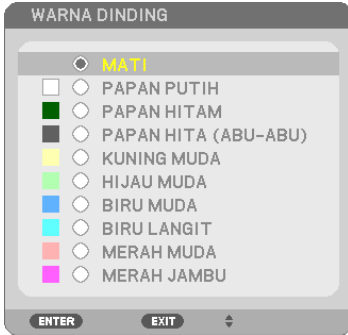 WARNA DINDING
MATI
PAPAN PUTIH
PAPAN HITAM
PAPAN HITA (ABU-ABU)
KUNING MUDA
HIJAU MUDA
BIRU MUDA
BIRU LANGIT
MERAH MUDA
MERAH JAMBU
ENTER EXIT